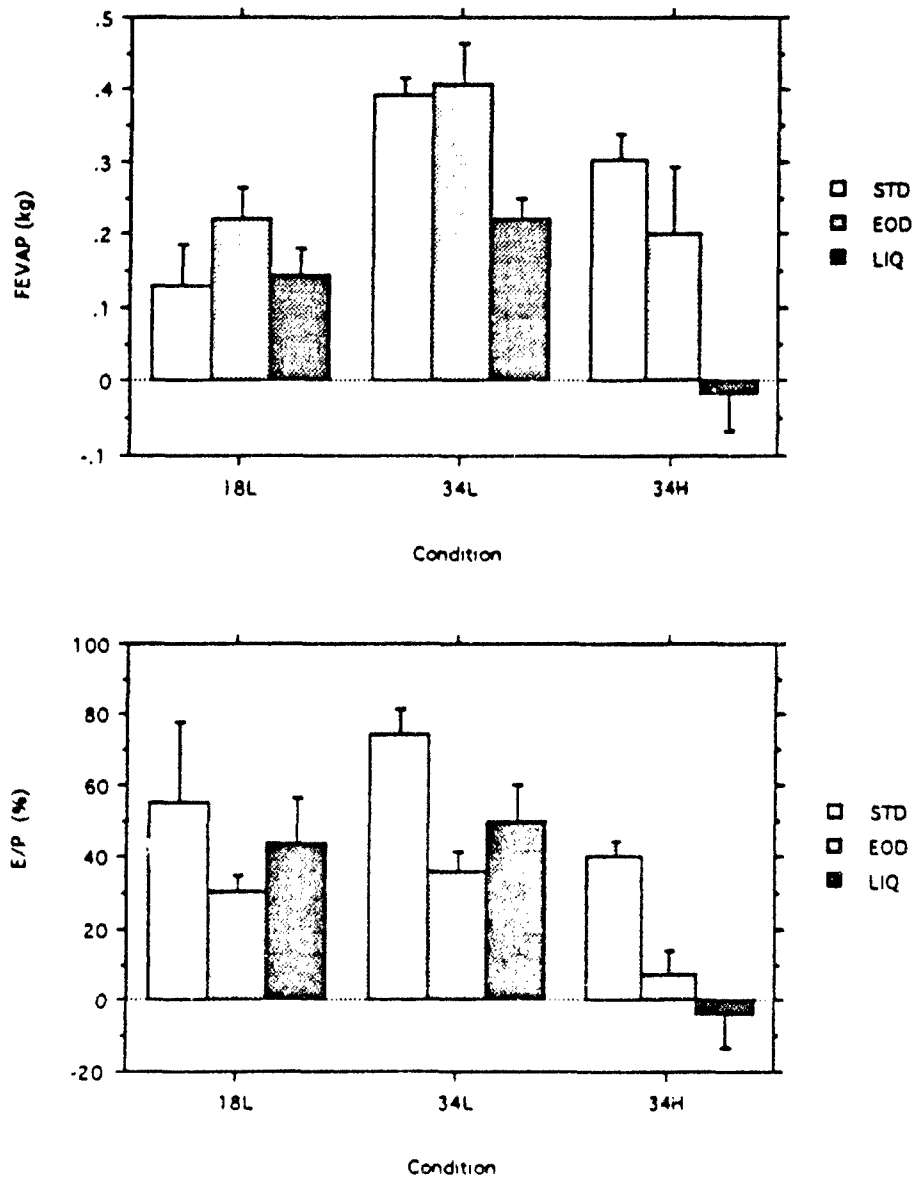 .5
.4
.3
.2
.1
0
-.1
FEVAP (kg)
18L 34L 34H
Condition
STD
EOD
LIQ
100
80
60
40
20
0
-20
E/P (%)
18L 34L 34H
Condition
STD
EOD
LIQ